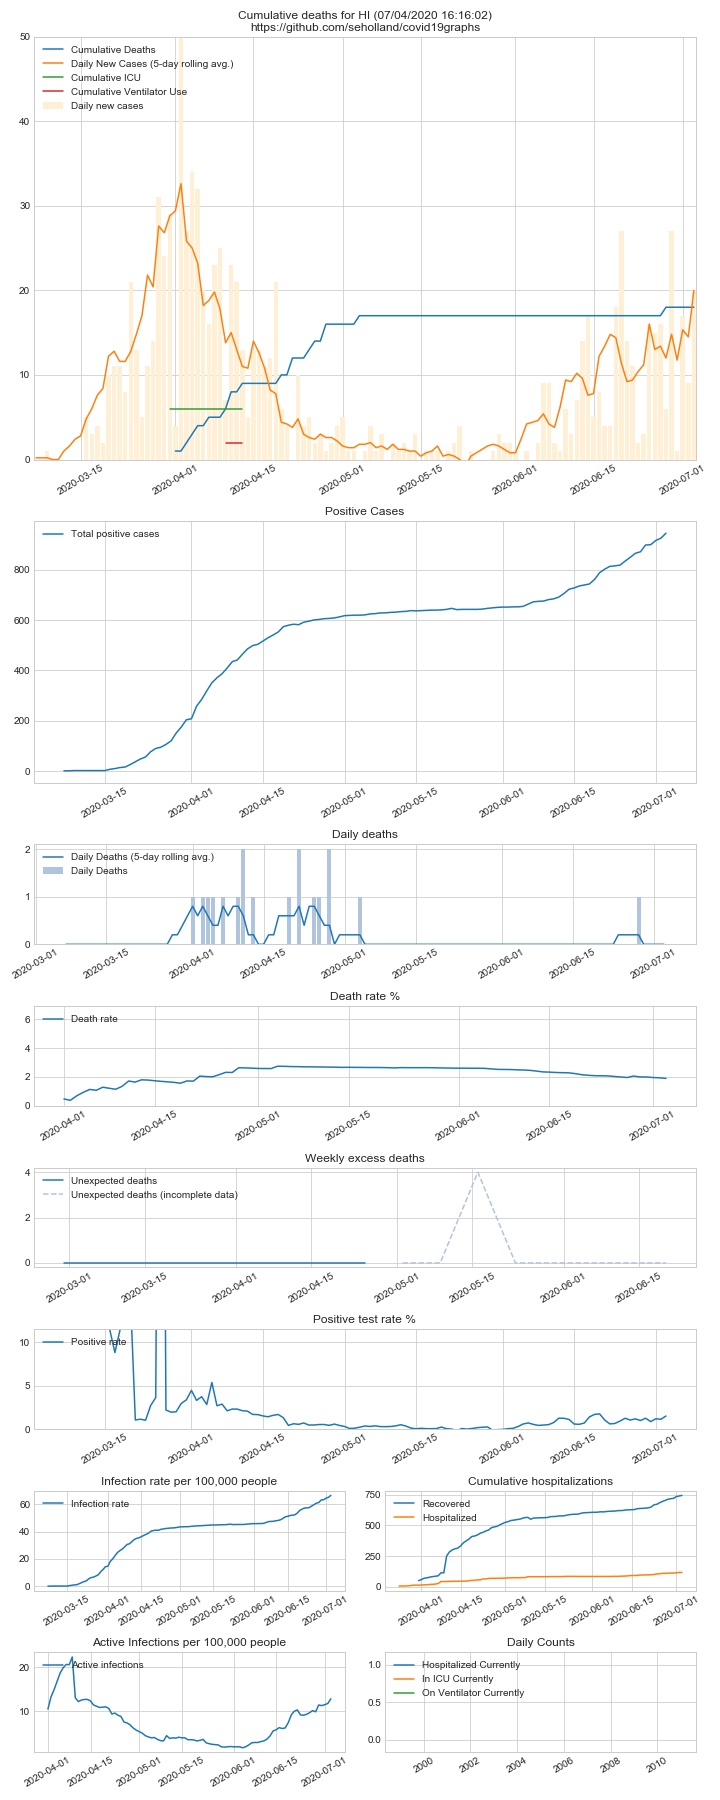 Cumulative deaths for HI (07/04/2020 16:16:02)
https://github.com/seholland/covid19graphs
50
40
30
20
10
0
Cumulative Deaths
Daily New Cases (5-day rolling avg.)
Cumulative ICU
Cumulative Ventilator Use
Daily new cases
2020-03-15 2020-04-01 2020-04-15 2020-05-01 2020-05-15 2020-06-01 2020-06-15 2020-07-01
Positive Cases
Total positive cases
800
600
400
200
0
2020-03-15 2020-04-01 2020-04-15 2020-05-01 2020-05-15 2020-06-01 2020-06-15 2020-07-01
Daily deaths
2
1
0
Daily Deaths (5-day rolling avg.)
Daily Deaths
2020-03-01 2020-03-15 2020-04-01 2020-04-15 2020-05-01 2020-05-15 2020-06-01 2020-06-15 2020-07-01
Death rate %
Death rate
6
4
2
0
2020-04-01 2020-04-15 2020-05-01 2020-05-15 2020-06-01 2020-06-15 2020-07-01
Weekly excess deaths
4
2
0
Unexpected deaths
Unexpected deaths (incomplete data)
2020-03-01 2020-03-15 2020-04-01 2020-04-15 2020-05-01 2020-05-15 2020-06-01 2020-06-15
Positive test rate %
10
5
0
Positive rate
2020-03-15 2020-04-01 2020-04-15 2020-05-01 2020-05-15 2020-06-01 2020-06-15 2020-07-01
Infection rate per 100,000 people
Infection rate
60
40
20
0
2020-03-15 2020-04-01 2020-04-15 2020-05-01 2020-05-15 2020-06-01 2020-06-15 2020-07-01
Cumulative hospitalizations
750
500
250
0
Recovered
Hospitalized
2020-04-01 2020-04-15 2020-05-01 2020-05-15 2020-06-01 2020-06-15 2020-07-01
Active Infections per 100,000 people
Active infections
20
10
2020-04-01 2020-04-15 2020-05-01 2020-05-15 2020-06-01 2020-06-15 2020-07-01
Daily Counts
1.0
0.5
0.0
Hospitalized Currently
In ICU Currently
On Ventilator Currently
2000 2002 2004 2006 2008 2010